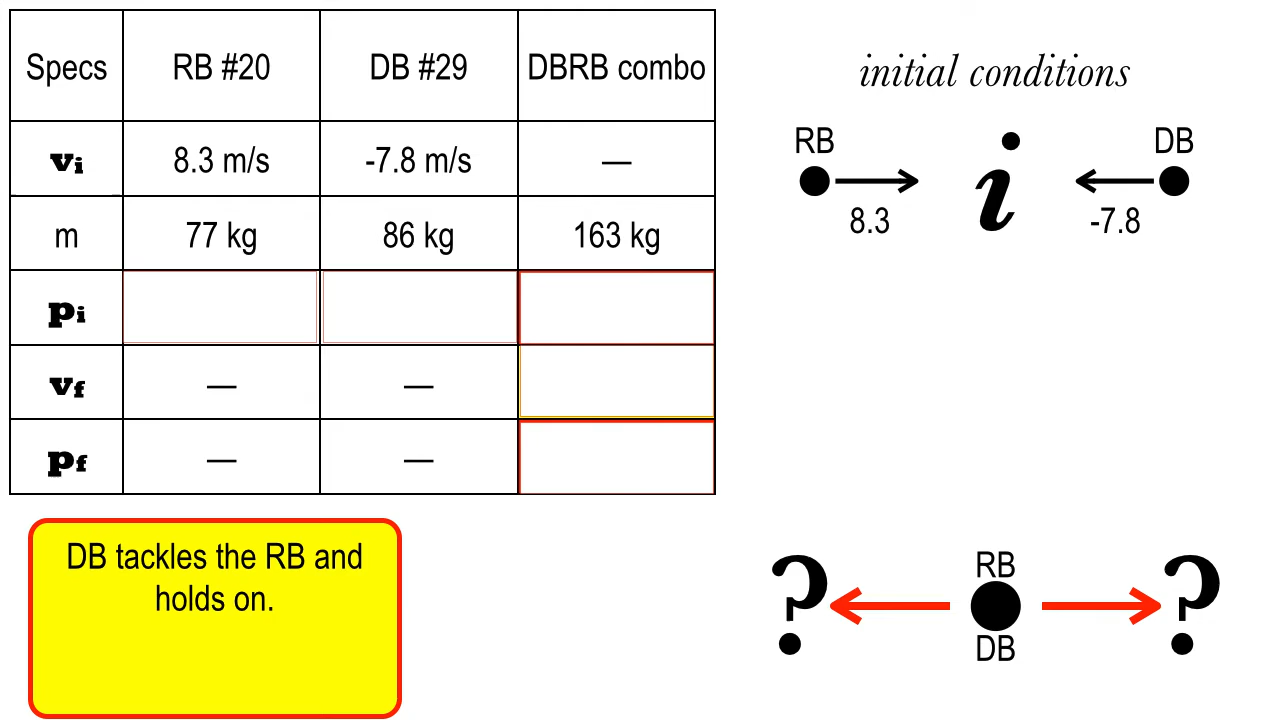 Specs RB #20 DB #29 DBRB combo
vi 8.3 m/s -7.8 m/s —
m 77 kg 86 kg 163 kg
pi
vf — —
pf — —
DB tackles the RB and
holds on.
initial conditions
RB i DB
8.3 -7.8
RB
? ?
DB